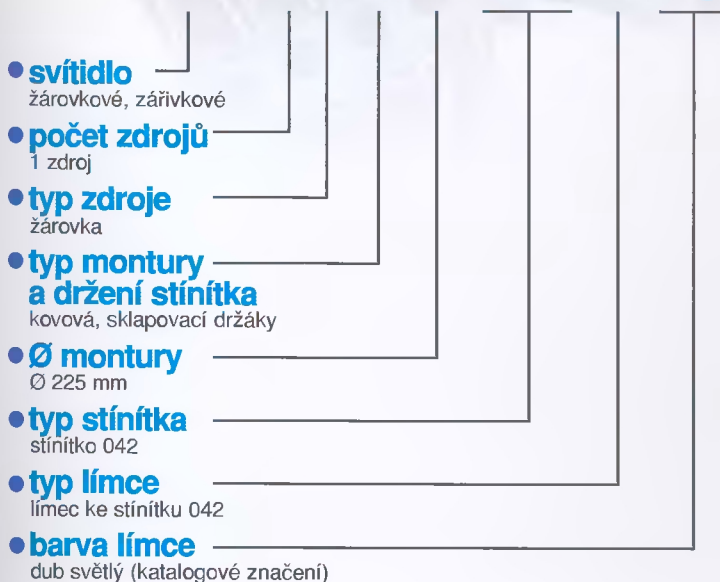 svítidlo
žárovkové, zářivkové
počet zdrojů
1 zdroj
typ zdroje
žárovka
typ montury
a držení stínítka
kovová, sklapovací držáky
Ø montury
Ø 225 mm
typ stínítka
stínítko 042
typ límce
límec ke stínítku 042
barva límce
dub světlý (katalogové značení)